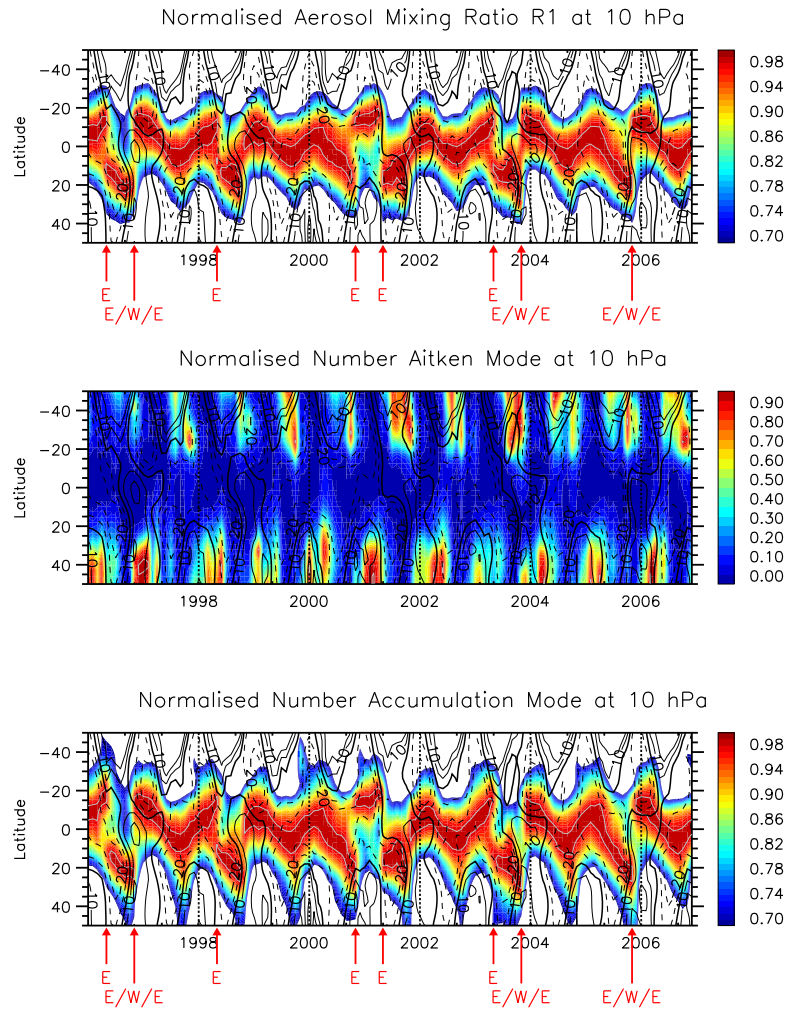 Normalised Aerosol Mixing Ratio R1 at 10 hPa
Latitude
−40
−20
0
20
40
1998
2000
2002
2004
2006
0.98
0.94
0.90
0.86
0.82
0.78
0.74
0.70
E
E/W/E
E
E
E
E
E/W/E
E/W/E
Normalised Number Aitken Mode at 10 hPa
Latitude
−40
−20
0
20
40
1998
2000
2002
2004
2006
0.90
0.80
0.70
0.60
0.50
0.40
0.30
0.20
0.10
0.00
Normalised Number Accumulation Mode at 10 hPa
Latitude
−40
−20
0
20
40
1998
2000
2002
2004
2006
0.98
0.94
0.90
0.86
0.82
0.78
0.74
0.70
E
E/W/E
E
E
E
E
E/W/E
E/W/E